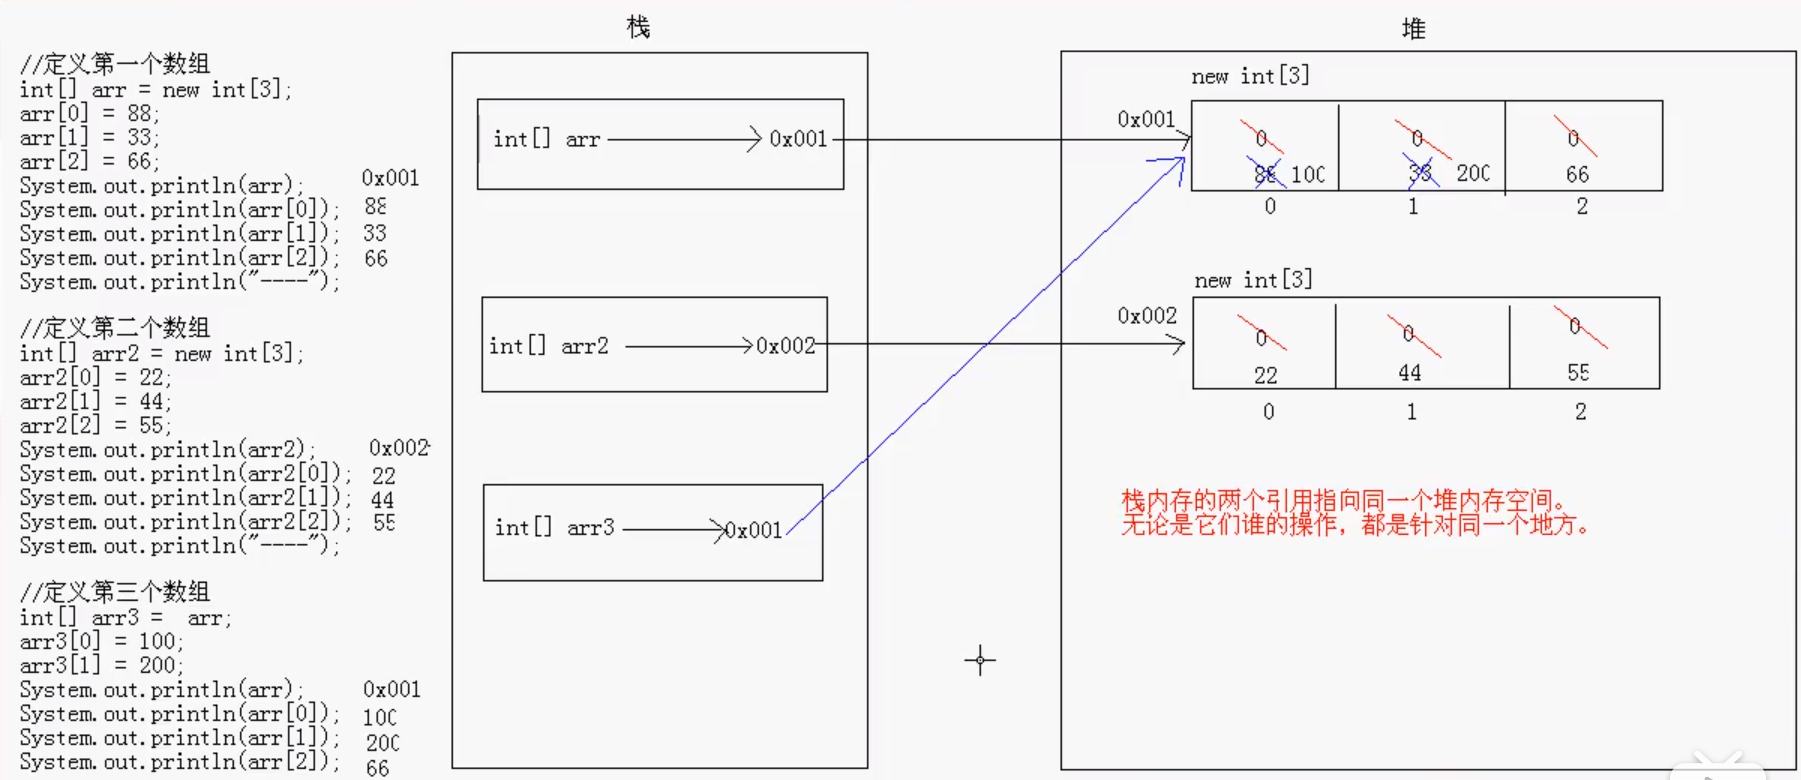 栈
堆
//定义第一个数组
int[] arr = new int[3];
arr[0] = 88;
arr[1] = 33;
arr[2] = 66;
System.out.println(arr); 0x001
System.out.println(arr[0]); 88
System.out.println(arr[1]); 33
System.out.println(arr[2]); 66
System.out.println("----");
//定义第二个数组
int[] arr2 = new int[3];
arr2[0] = 22;
arr2[1] = 44;
arr2[2] = 55;
System.out.println(arr2); 0x002
System.out.println(arr2[0]); 22
System.out.println(arr2[1]); 44
System.out.println(arr2[2]); 55
System.out.println("----");
//定义第三个数组
int[] arr3 = arr;
arr3[0] = 100;
arr3[1] = 200;
System.out.println(arr); 0x001
System.out.println(arr[0]); 100
System.out.println(arr[1]); 200
System.out.println(arr[2]); 66
int[] arr 0x001
int[] arr2 0x002
int[] arr3 0x001
new int[3]
0x001
0 0 0
88 100 33 200 66
0 1 2
new int[3]
0x002
0 0 0
22 44 55
0 1 2
栈内存的两个引用指向同一个堆内存空间。
无论是它们谁的操作，都是针对同一个地方。